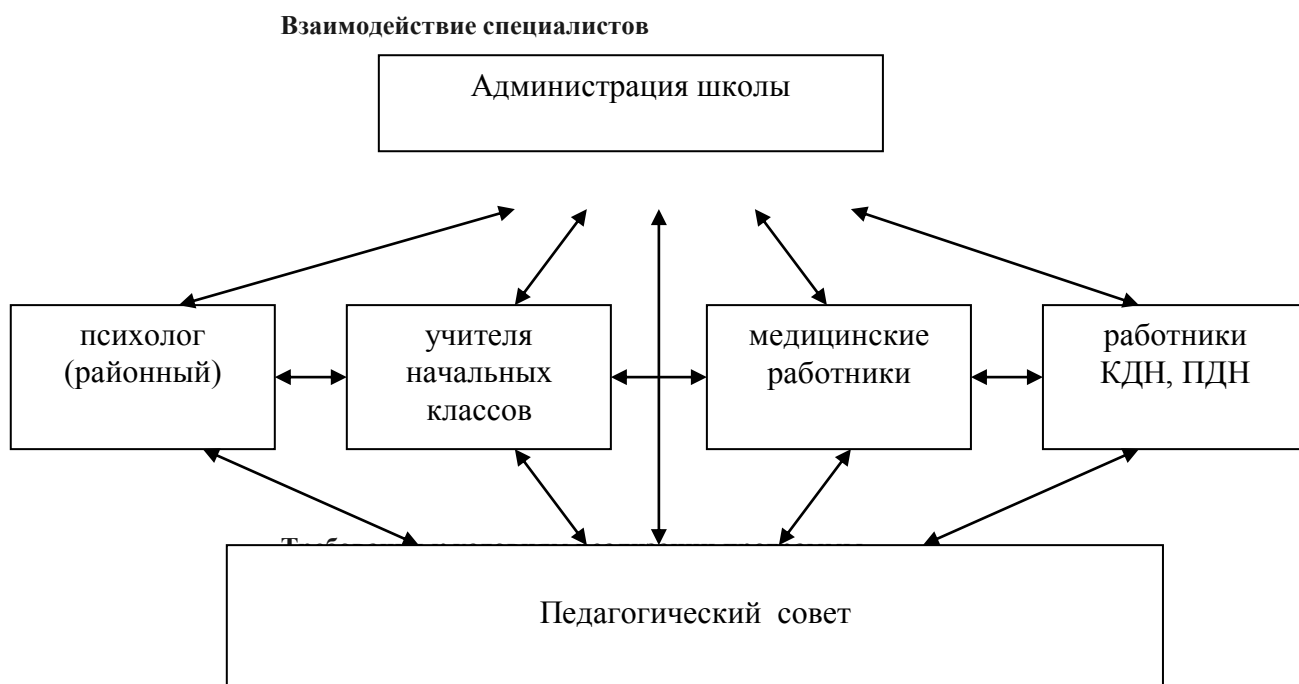 Взаимодействие специалистов
Администрация школы
психолог
(районный)
учителя
начальных
классов
медицинские
работники
работники
КДН, ПДН
Педагогический совет